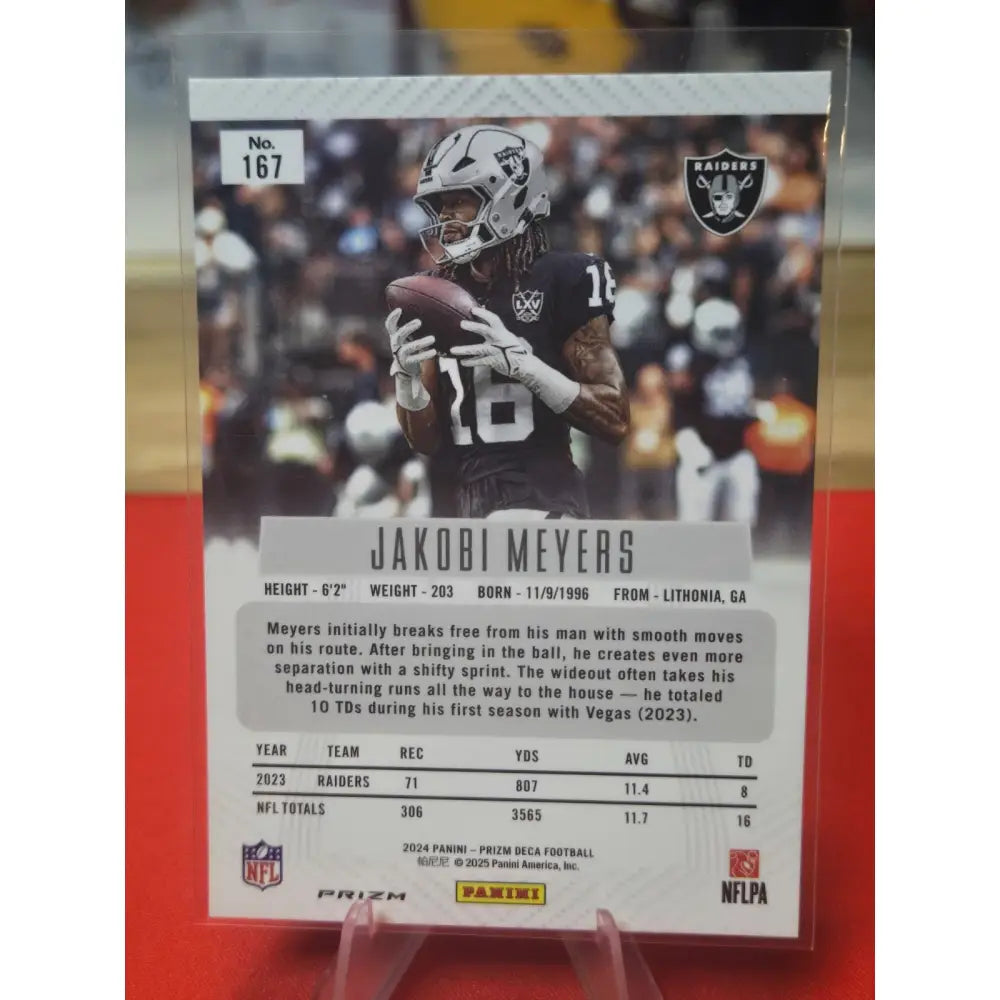 No.
167
RAIDERS
LXV
16
16
JAKOBI MEYERS
HEIGHT - 6'2" WEIGHT - 203 BORN - 11/9/1996 FROM - LITHONIA, GA
Meyers initially breaks free from his man with smooth moves
on his route. After bringing in the ball, he creates even more
separation with a shifty sprint. The wideout often takes his
head-turning runs all the way to the house — he totaled
10 TDs during his first season with Vegas (2023).
YEAR TEAM REC YDS AVG TD
2023 RAIDERS 71 807 11.4 8
NFL TOTALS 306 3565 11.7 16
2024 PANINI – PRIZM DECA FOOTBALL
帕尼尼 © 2025 Panini America, Inc.
NFL
PRIZM
PANINI
NFLPA